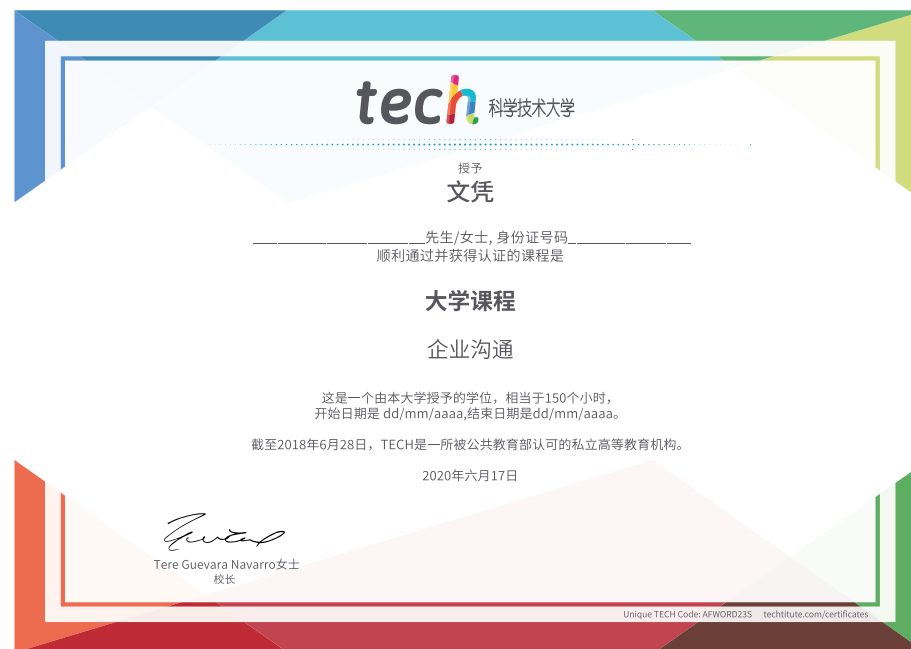 tech 科学技术大学
授予
文凭
______________________先生/女士, 身份证号码________________
顺利通过并获得认证的课程是
大学课程
企业沟通
这是一个由本大学授予的学位，相当于150个小时，
开始日期是 dd/mm/aaaa,结束日期是dd/mm/aaaa。
截至2018年6月28日，TECH是一所被公共教育部认可的私立高等教育机构。
2020年六月17日
Tere Guevara Navarro女士
校长
Unique TECH Code: AFWORD23S techtitute.com/certificates